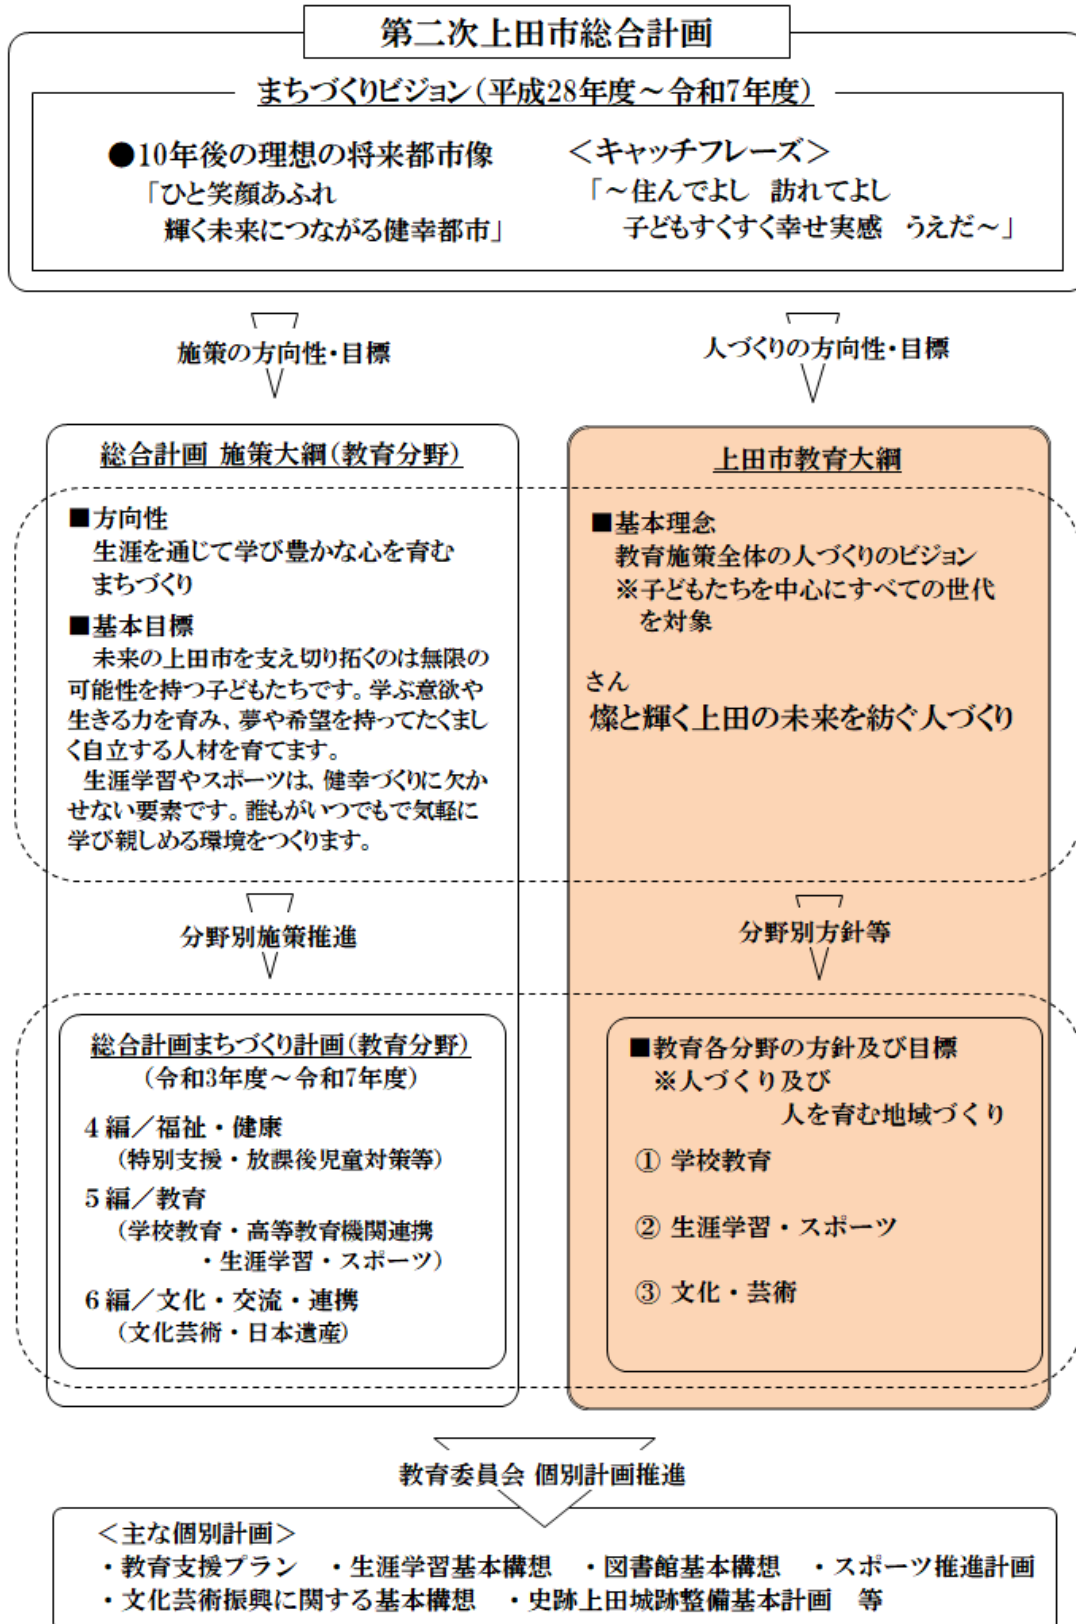 第二次上田市総合計画
まちづくりビジョン（平成28年度～令和7年度）
●10年後の理想の将来都市像
「ひと笑顔あふれ
輝く未来につながる健幸都市」
＜キャッチフレーズ＞
「～住んでよし　訪れてよし
子どもすくすく幸せ実感　うえだ～」
施策の方向性・目標
人づくりの方向性・目標
総合計画 施策大綱（教育分野）
■方向性
生涯を通じて学び豊かな心を育む
まちづくり
■基本目標
未来の上田市を支え切り拓くのは無限の
可能性を持つ子どもたちです。学ぶ意欲や
生きる力を育み、夢や希望を持ってたくまし
く自立する人材を育てます。
生涯学習やスポーツは、健幸づくりに欠か
せない要素です。誰もがいつでもで気軽に
学び親しめる環境をつくります。
分野別施策推進
総合計画まちづくり計画（教育分野）
（令和3年度～令和7年度）
４編／福祉・健康
（特別支援・放課後児童対策等）
５編／教育
（学校教育・高等教育機関連携
・生涯学習・スポーツ）
６編／文化・交流・連携
（文化芸術・日本遺産）
上田市教育大綱
■基本理念
教育施策全体の人づくりのビジョン
※子どもたちを中心にすべての世代
を対象
さん
燦と輝く上田の未来を紡ぐ人づくり
分野別方針等
■教育各分野の方針及び目標
※人づくり及び
人を育む地域づくり
① 学校教育
② 生涯学習・スポーツ
③ 文化・芸術
教育委員会 個別計画推進
＜主な個別計画＞
・教育支援プラン　・生涯学習基本構想　・図書館基本構想　・スポーツ推進計画
・文化芸術振興に関する基本構想　・史跡上田城跡整備基本計画　等